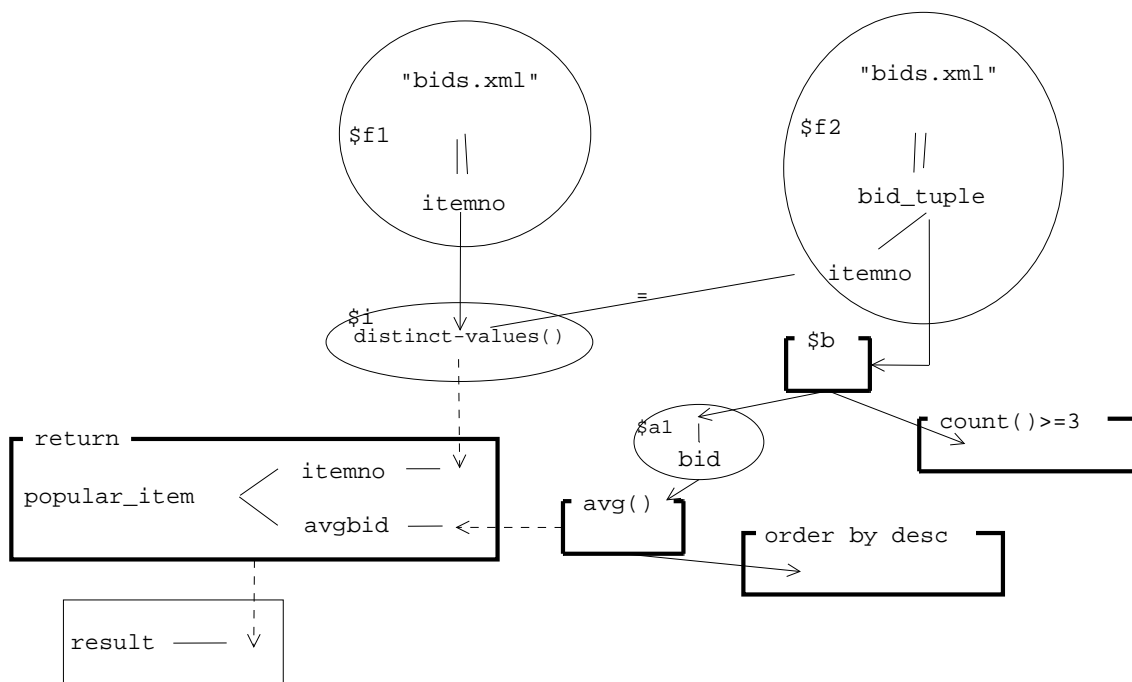 "bids.xml"
"bids.xml"
$f1
$f2
itemno
bid_tuple
itemno
=
$i
distinct-values()
$b
$a1
bid
count()>=3
return
itemno
popular_item
avgbid
avg()
order by desc
result